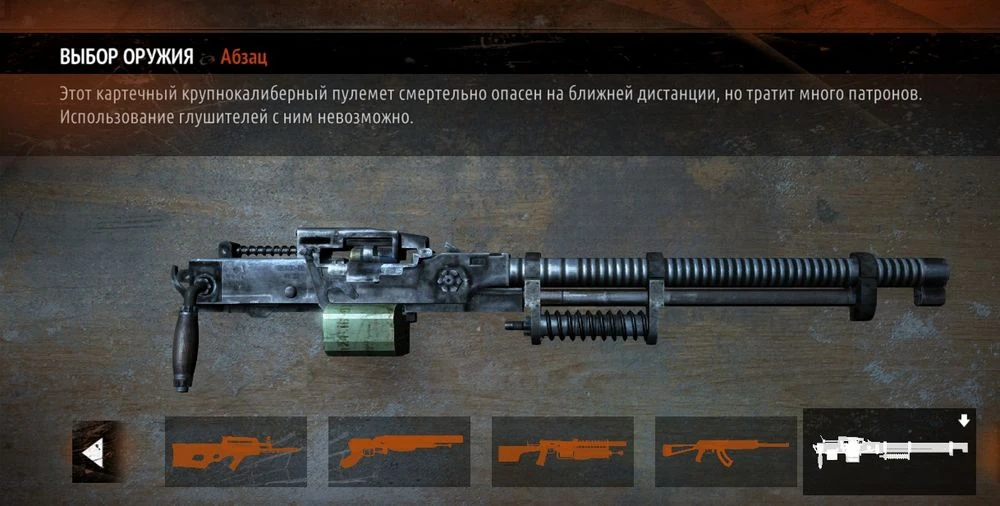 ВЫБОР ОРУЖИЯ Абзац
Этот картечный крупнокалиберный пулемет смертельно опасен на ближней дистанции, но тратит много патронов.
Использование глушителей с ним невозможно.